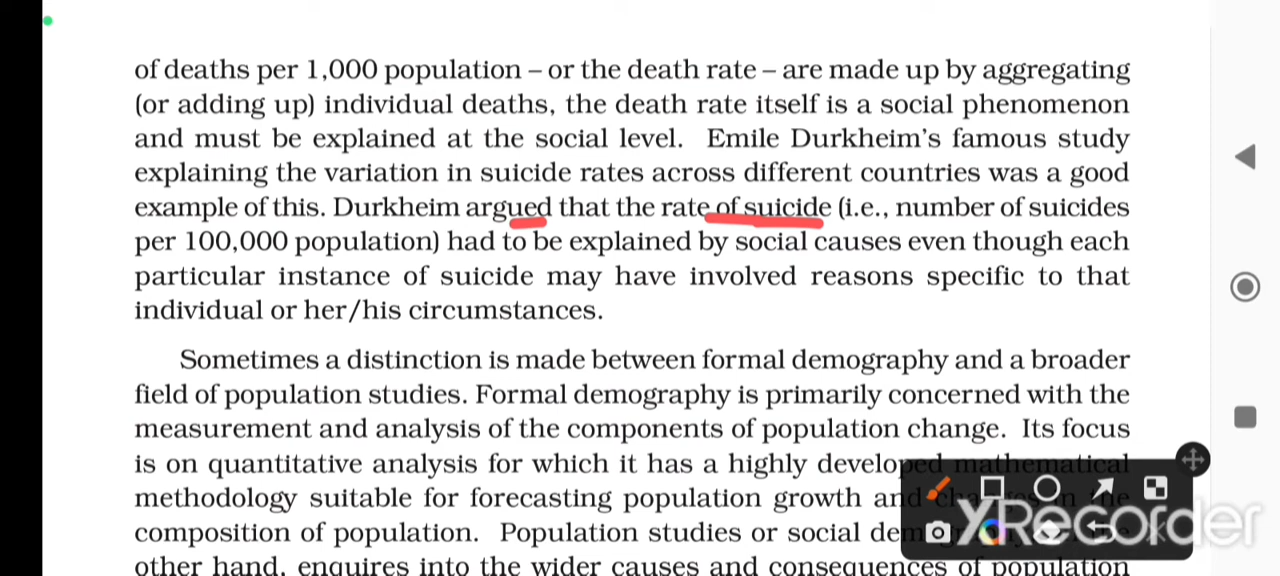 of deaths per 1,000 population – or the death rate – are made up by aggregating
(or adding up) individual deaths, the death rate itself is a social phenomenon
and must be explained at the social level. Emile Durkheim's famous study
explaining the variation in suicide rates across different countries was a good
example of this. Durkheim argued that the rate of suicide (i.e., number of suicides
per 100,000 population) had to be explained by social causes even though each
particular instance of suicide may have involved reasons specific to that
individual or her/his circumstances.
Sometimes a distinction is made between formal demography and a broader
field of population studies. Formal demography is primarily concerned with the
measurement and analysis of the components of population change. Its focus
is on quantitative analysis for which it has a highly developed mathematical
methodology suitable for forecasting population growth and
composition of population. Population studies or social
other hand, enquires into the wider causes and consequences of population
XRecorder